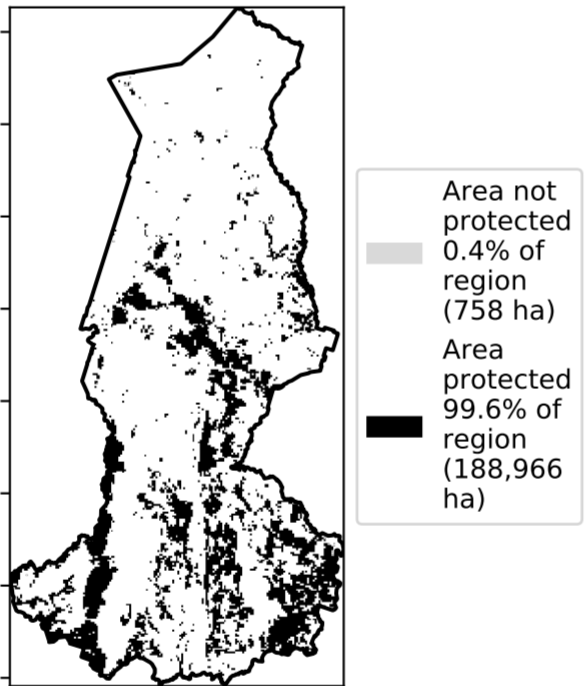 Area not
protected
0.4% of
region
(758 ha)
Area
protected
99.6% of
region
(188,966
ha)